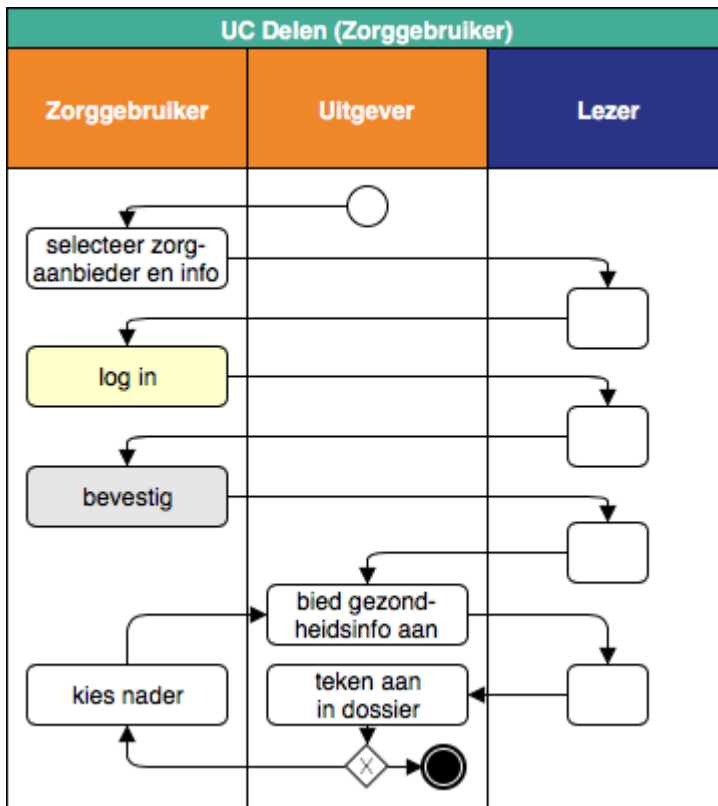 UC Delen (Zorggebruiker)
Zorggebruiker
Uitgever
Lezer
selecteer zorg-
aanbieder en info
log in
bevestig
bied gezond-
heidsinfo aan
kies nader
teken aan
in dossier
X